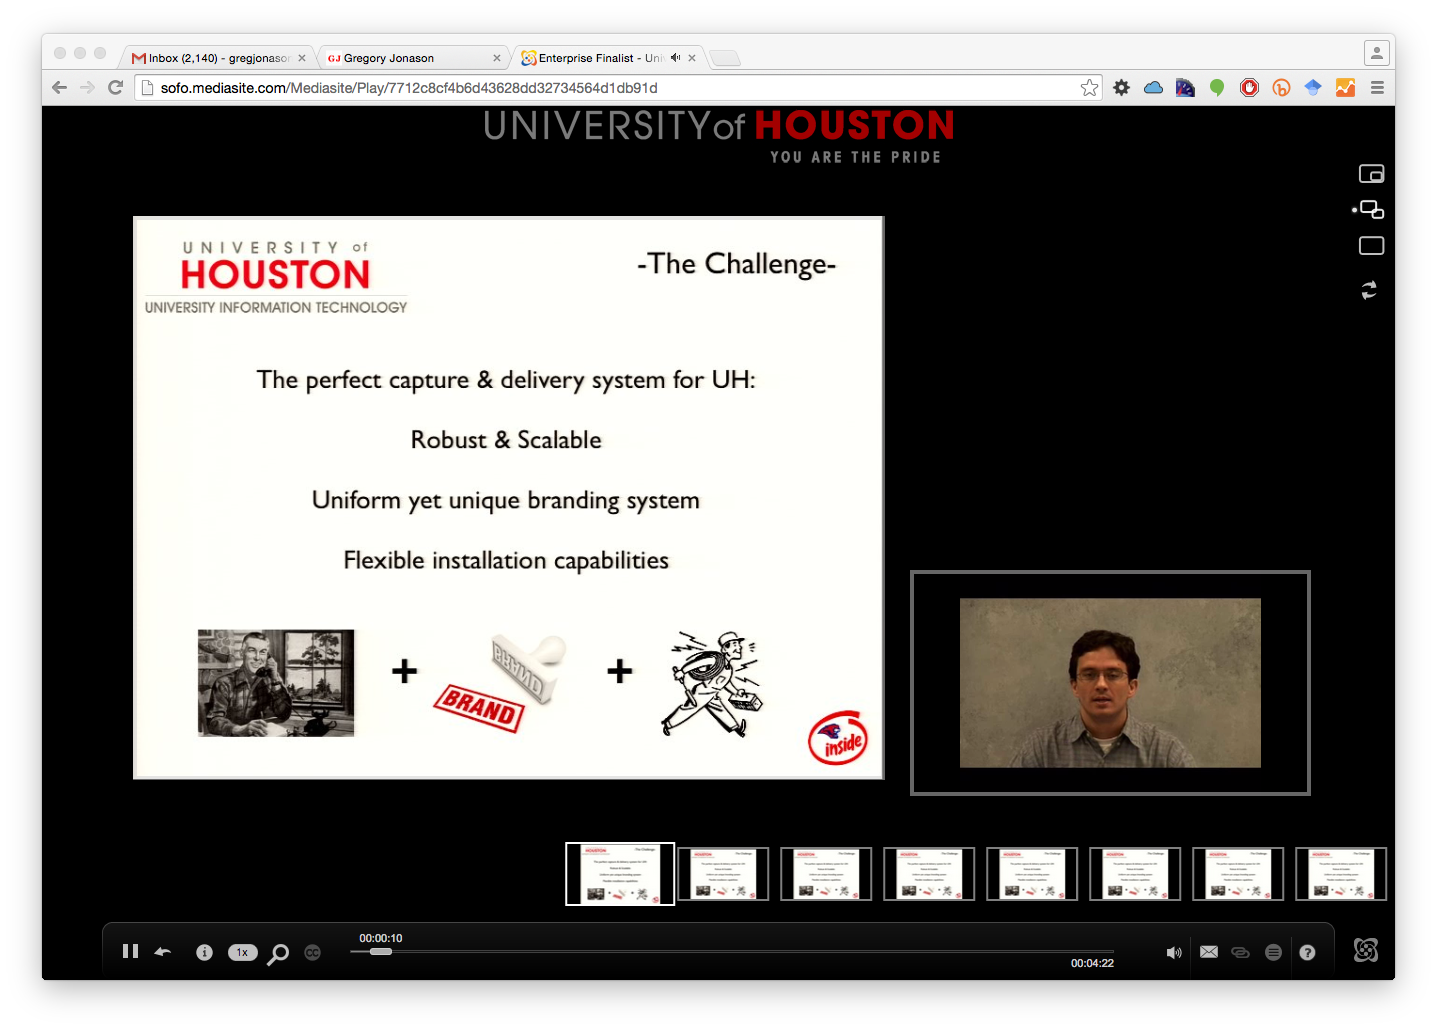 Inbox (2,140) - gregjonason
Gregory Jonason
Enterprise Finalist - Uni
sofo.mediasite.com/Mediasite/Play/7712c8cf4b6d43628dd32734564d1db91d
UNIVERSITY of HOUSTON
YOU ARE THE PRIDE
UNIVERSITY of
HOUSTON
UNIVERSITY INFORMATION TECHNOLOGY
-The Challenge-
The perfect capture & delivery system for UH:
Robust & Scalable
Uniform yet unique branding system
Flexible installation capabilities
+
BRAND
BRAND
+
inside
00:00:10
1x
CC
00:04:22